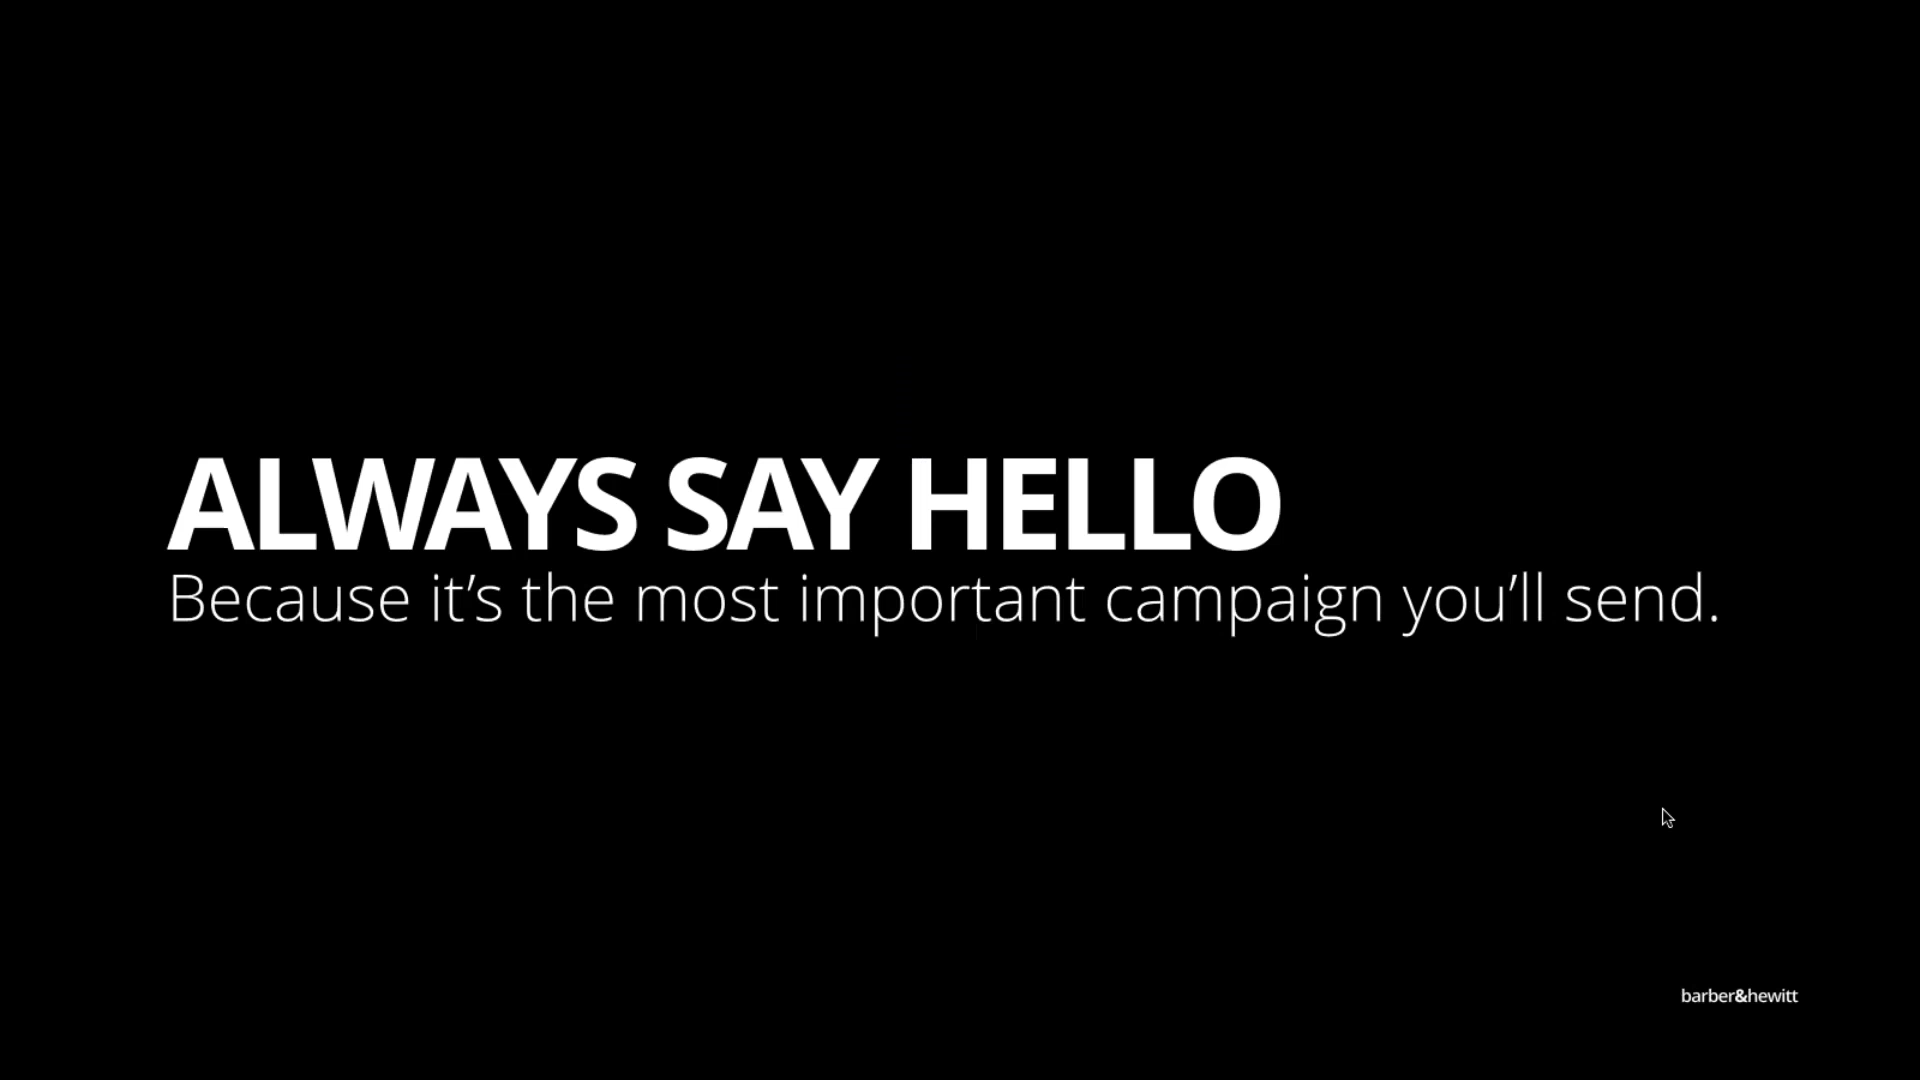 ALWAYS SAY HELLO
Because it’s the most important campaign you’ll send.
barber&hewitt